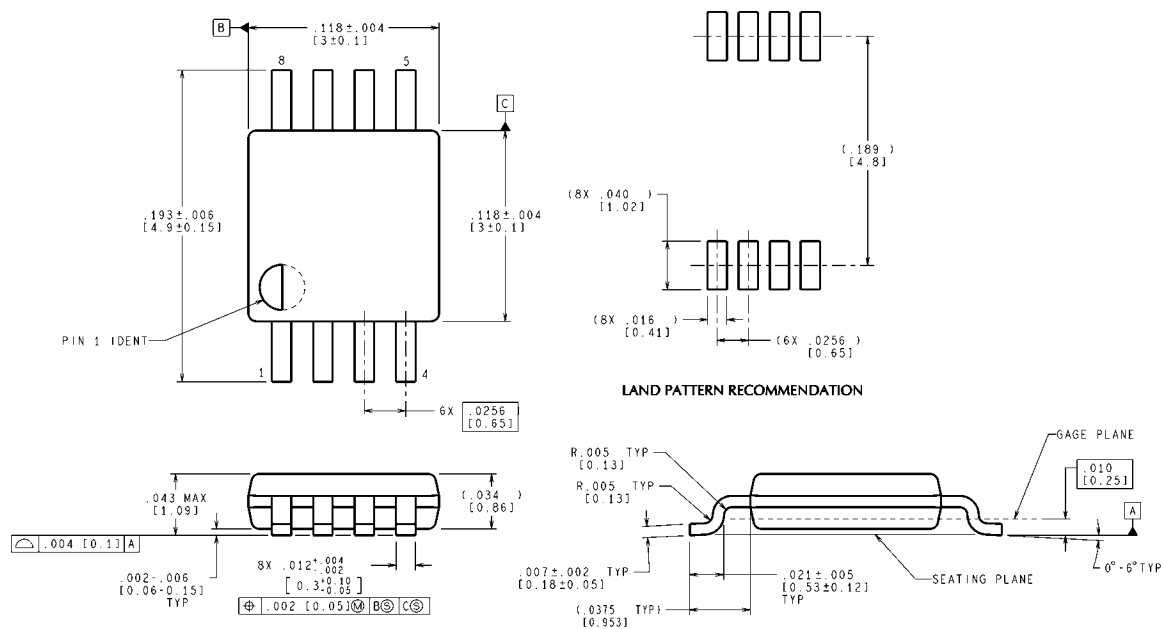 B
.118±.004
[3±0.1]
8
5
C
.193±.006
[4.9±0.15]
.118±.004
[3±0.1]
PIN 1 IDENT
1
4
6X .0256
[0.65]
(.189 )
[4.8]
(8X .040 )
[1.02]
(8X .016 )
[0.41]
(6X .0256 )
[0.65]
LAND PATTERN RECOMMENDATION
.043 MAX
[1.09]
(.034 )
[0.86]
⌓ .004 [0.1] A
.002-.006
[0.06-0.15]
TYP
8X .012 +.004 -.002
[ 0.3 +0.10 -0.05 ]
⌖ .002 [0.05]Ⓜ BⓈ CⓈ
R.005 TYP
[0.13]
R.005 TYP
[0.13]
GAGE PLANE
.010
[0.25]
A
0°-6°TYP
SEATING PLANE
.007±.002 TYP
[0.18±0.05]
.021±.005
[0.53±0.12]
TYP
(.0375 TYP)
[0.953]